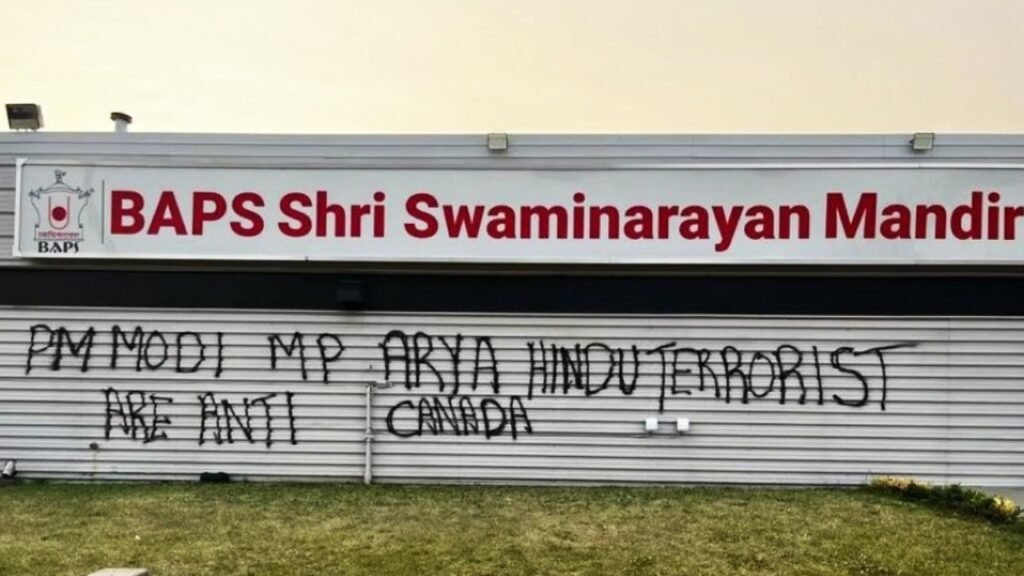 BAPS Shri Swaminarayan Mandir
BAPS
PM MODI MP ARYA HINDU TERRORIST
ARE ANTI CANADA